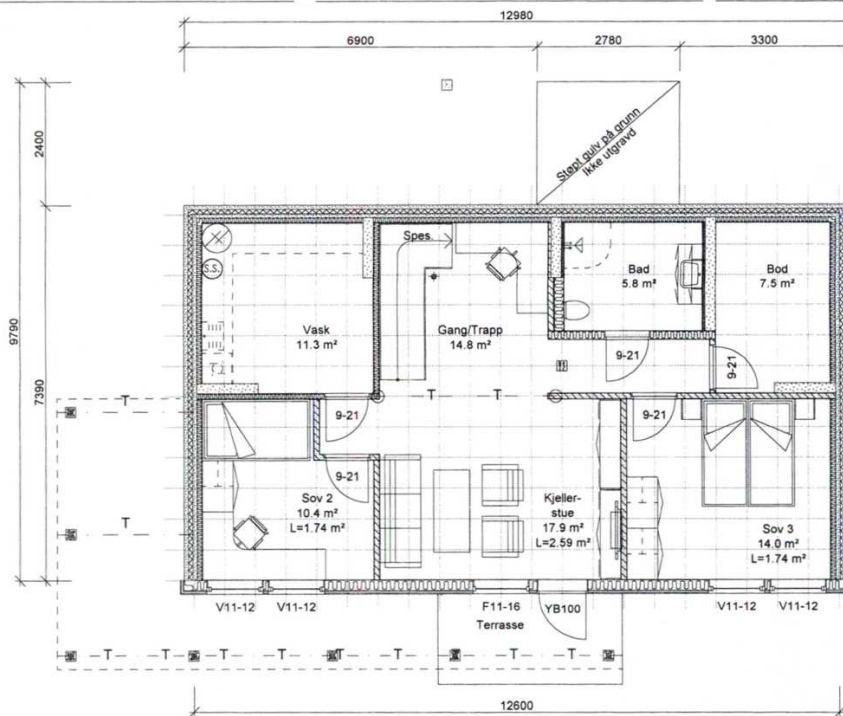 12980
6900
2780
3300
9790
2400
7390
Støpt gulv på grunn
Ikke utgravd
Spes.
S.S.
Vask
11.3 m²
Gang/Trapp
14.8 m²
Bad
5.8 m²
Bod
7.5 m²
9-21
9-21
T
T
T
9-21
9-21
9-21
T
Sov 2
10.4 m²
L=1.74 m²
Kjeller-
stue
17.9 m²
L=2.59 m²
Sov 3
14.0 m²
L=1.74 m²
V11-12
V11-12
F11-16
YB100
V11-12
V11-12
Terrasse
T
T
T
T
T
T
T
T
12600